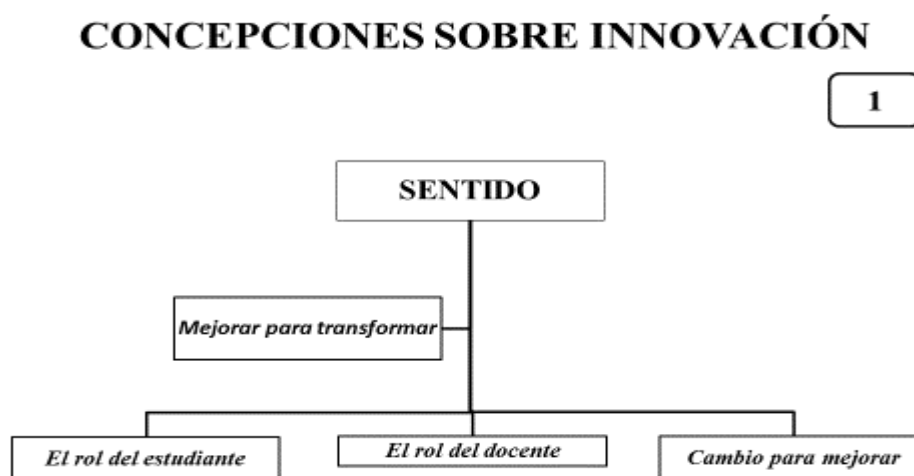 CONCEPCIONES SOBRE INNOVACIÓN
1
SENTIDO
Mejorar para transformar
El rol del estudiante
El rol del docente
Cambio para mejorar